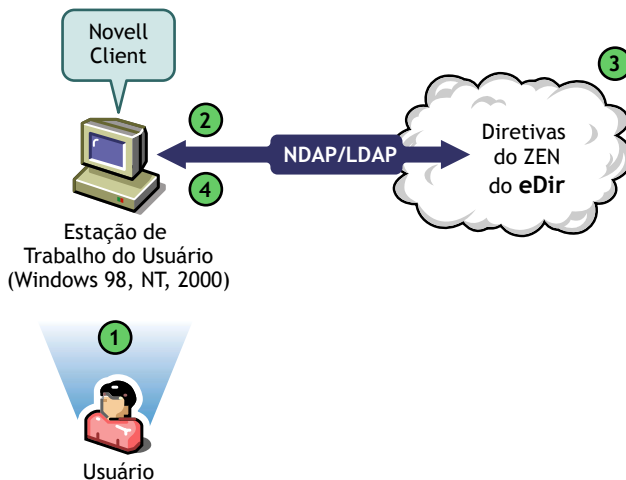 Novell
Client
3
2
NDAP/LDAP
Diretivas
do ZEN
do eDir
4
Estação de
Trabalho do Usuário
(Windows 98, NT, 2000)
1
Usuário